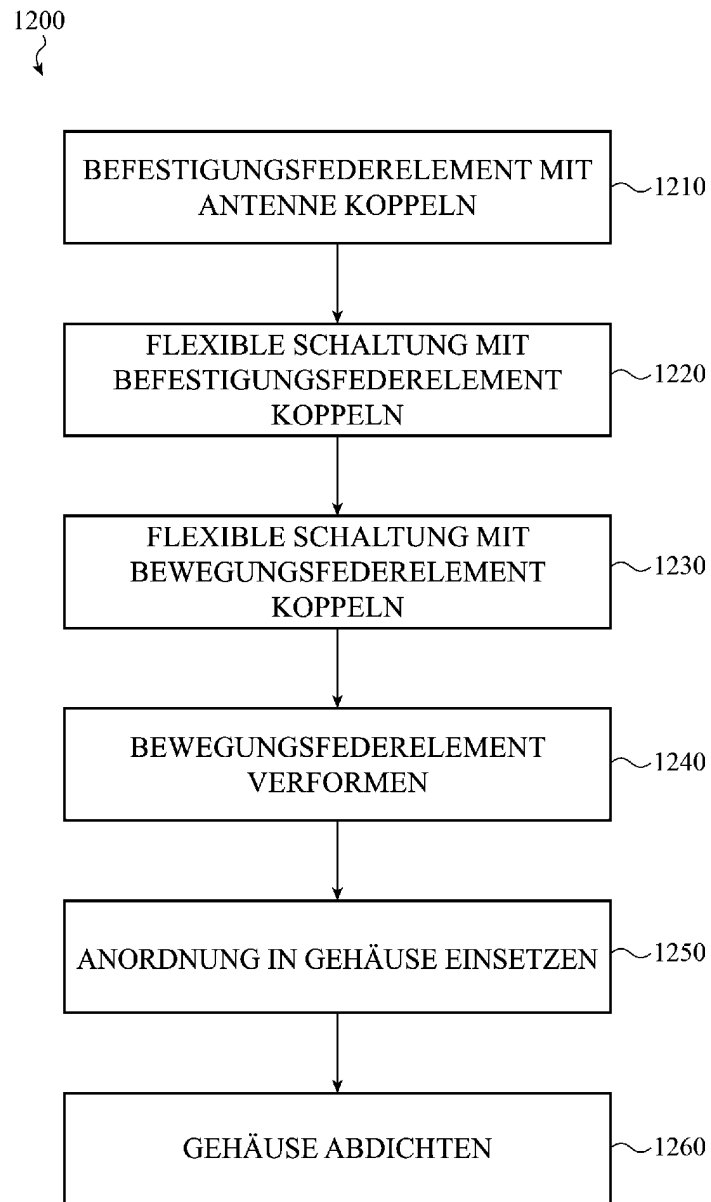 1200
BEFESTIGUNGSFEDERELEMENT MIT
ANTENNE KOPPELN
1210
FLEXIBLE SCHALTUNG MIT
BEFESTIGUNGSFEDERELEMENT
KOPPELN
1220
FLEXIBLE SCHALTUNG MIT
BEWEGUNGSFEDERELEMENT
KOPPELN
1230
BEWEGUNGSFEDERELEMENT
VERFORMEN
1240
ANORDNUNG IN GEHÄUSE EINSETZEN
1250
GEHÄUSE ABDICHTEN
1260